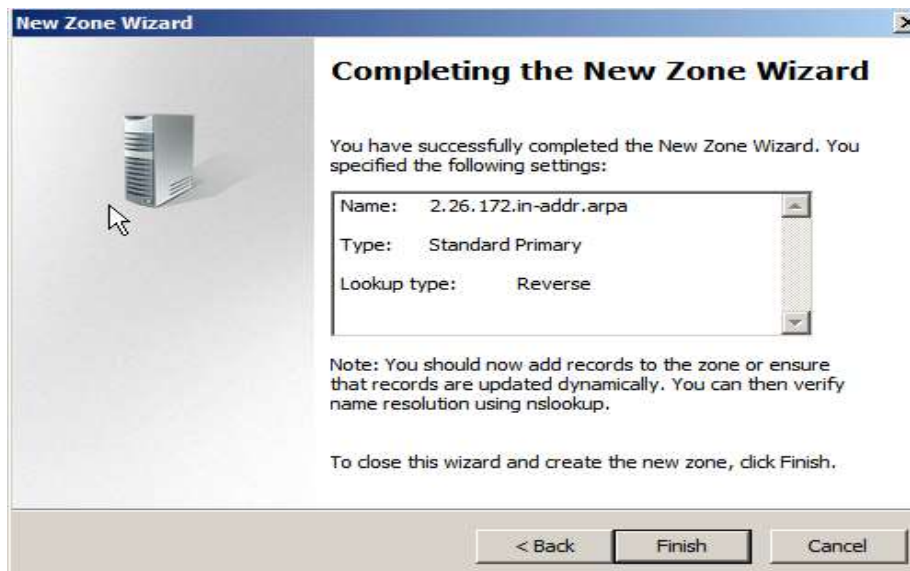 New Zone Wizard
Completing the New Zone Wizard
You have successfully completed the New Zone Wizard. You
specified the following settings:
Name: 2.26.172.in-addr.arpa
Type: Standard Primary
Lookup type: Reverse
Note: You should now add records to the zone or ensure
that records are updated dynamically. You can then verify
name resolution using nslookup.
To close this wizard and create the new zone, click Finish.
< Back Finish Cancel